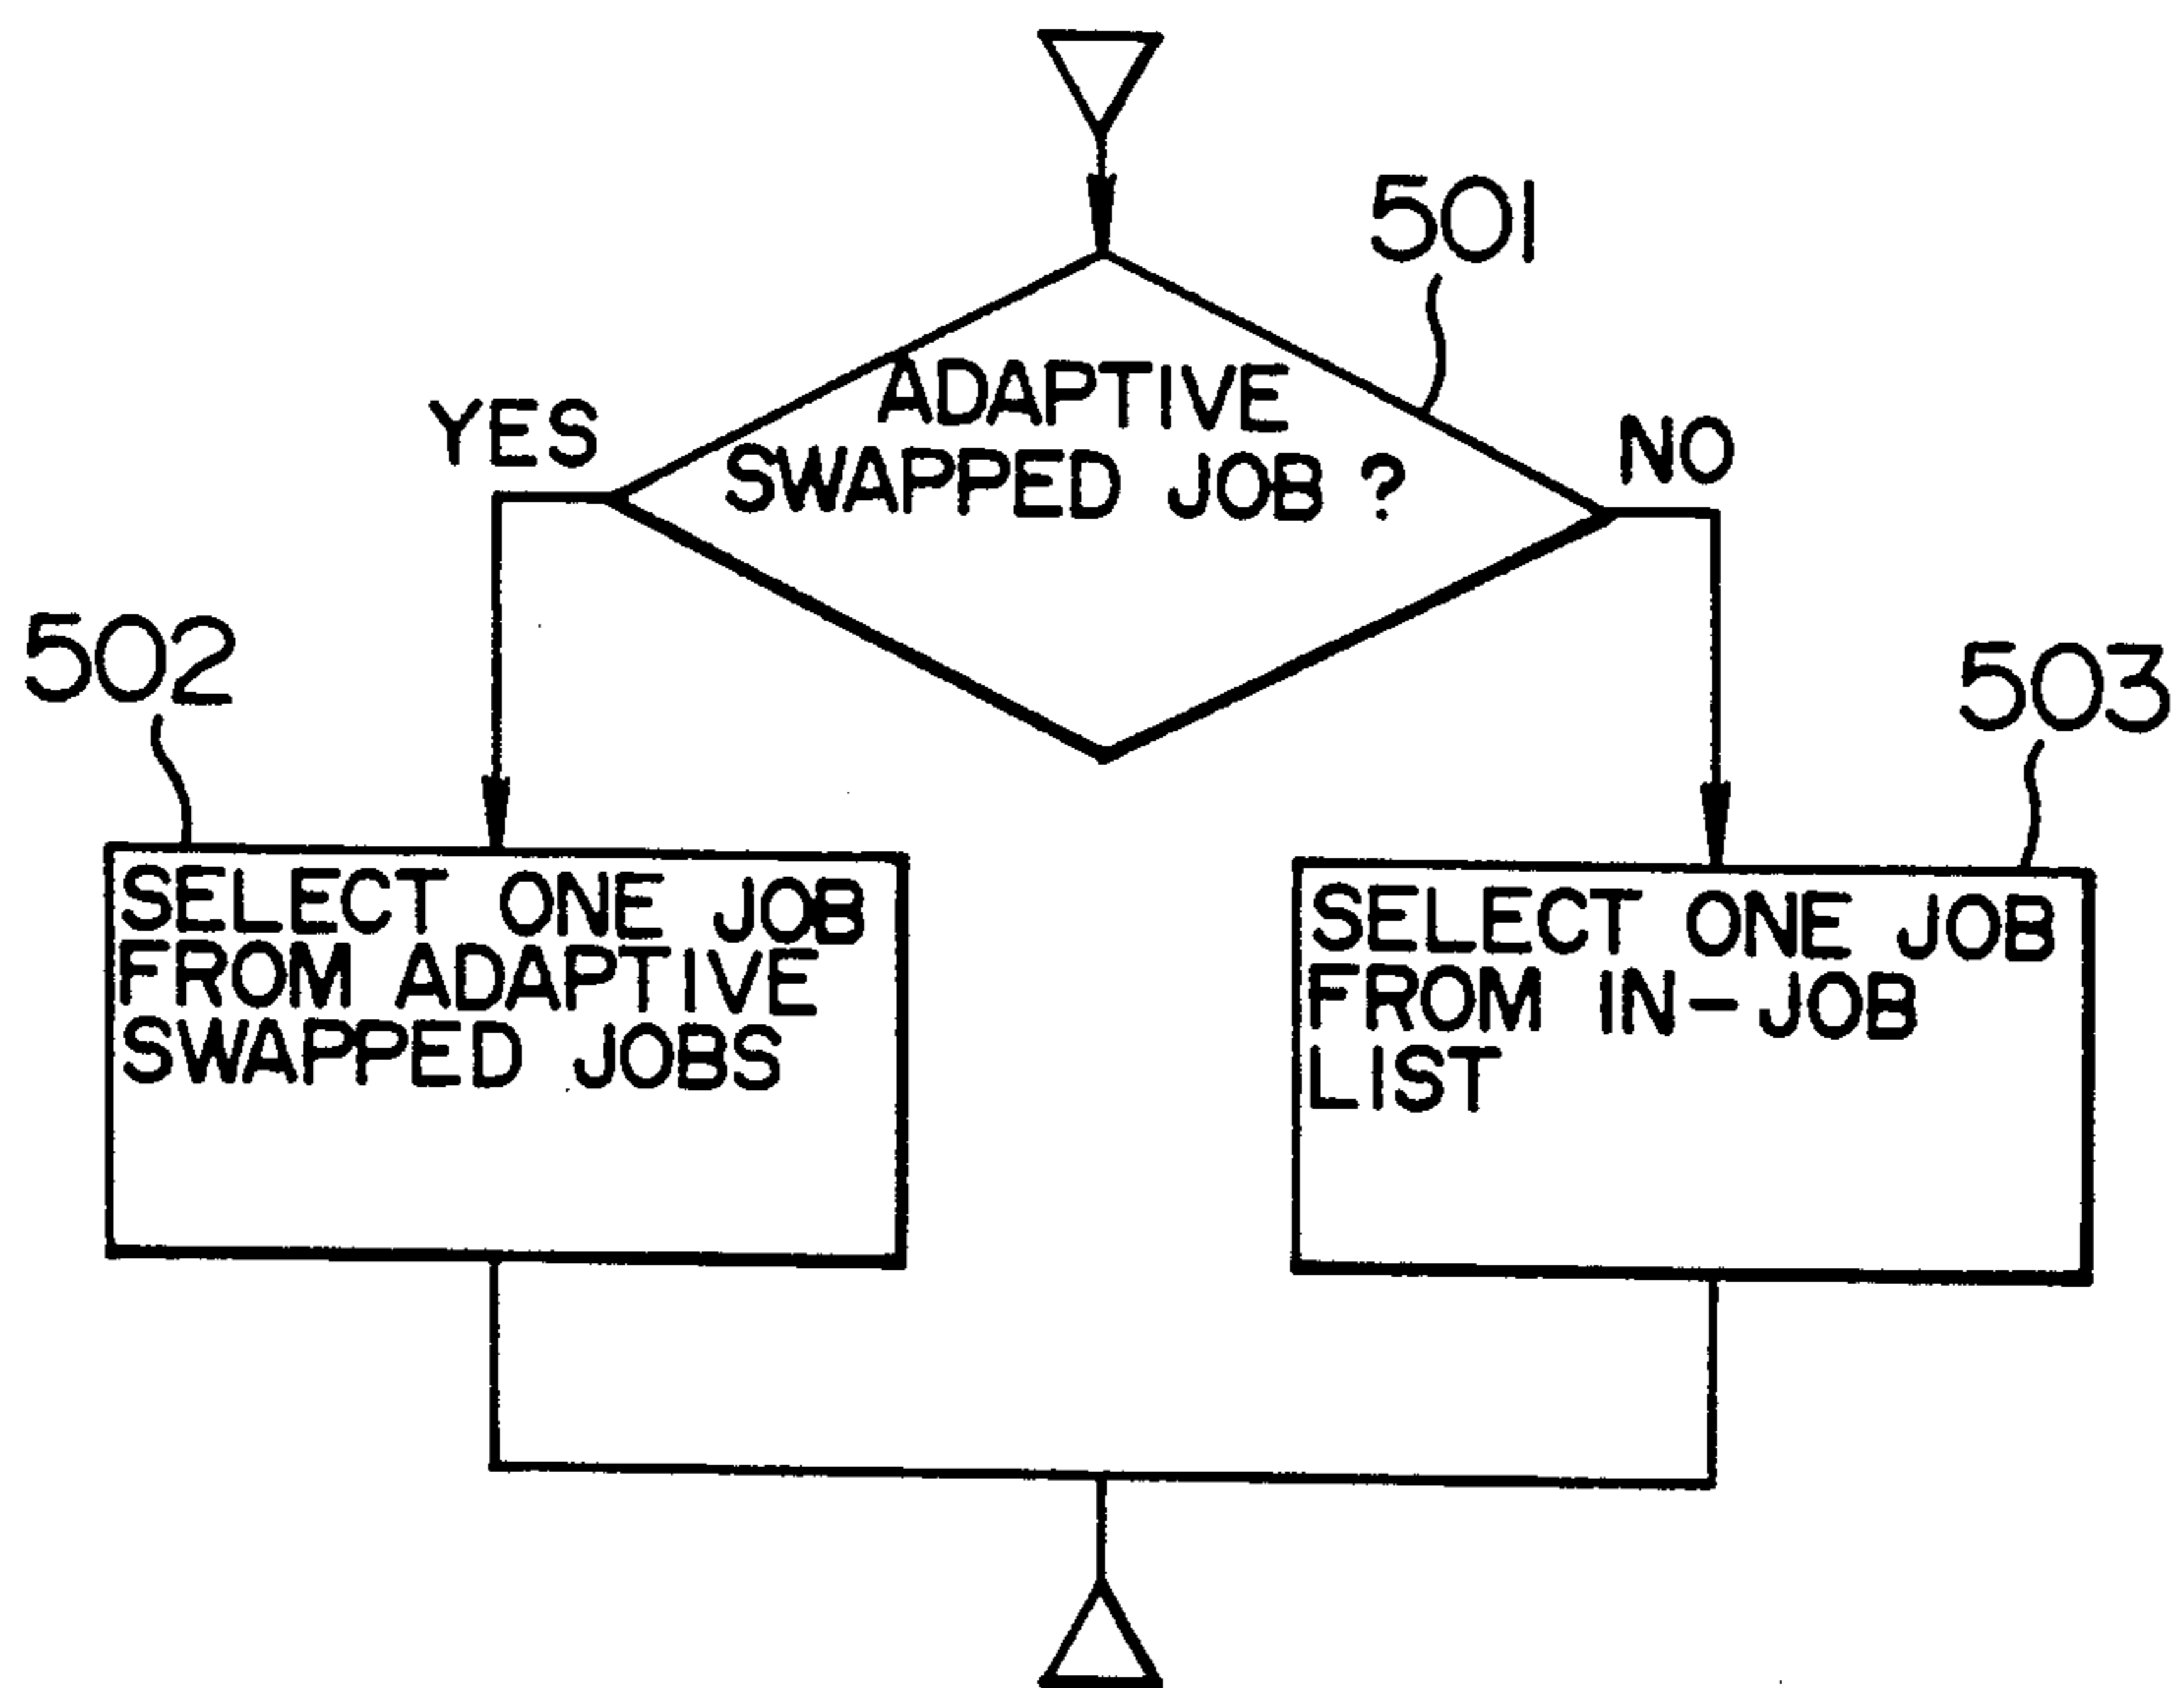 501
ADAPTIVE
SWAPPED JOB ?
YES
NO
502
503
SELECT ONE JOB
FROM ADAPTIVE
SWAPPED JOBS
SELECT ONE JOB
FROM IN-JOB
LIST